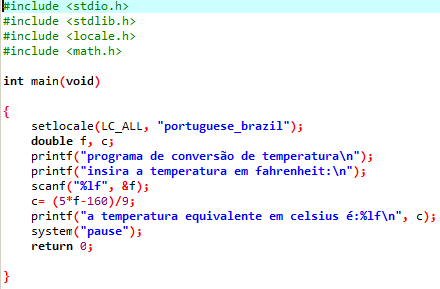 #include <stdio.h>
#include <stdlib.h>
#include <locale.h>
#include <math.h>
int main(void)
{
setlocale(LC_ALL, "portuguese_brazil");
double f, c;
printf("programa de conversão de temperatura\n");
printf("insira a temperatura em fahrenheit:\n");
scanf("%lf", &f);
c= (5*f-160)/9;
printf("a temperatura equivalente em celsius é:%lf\n", c);
system("pause");
return 0;
}